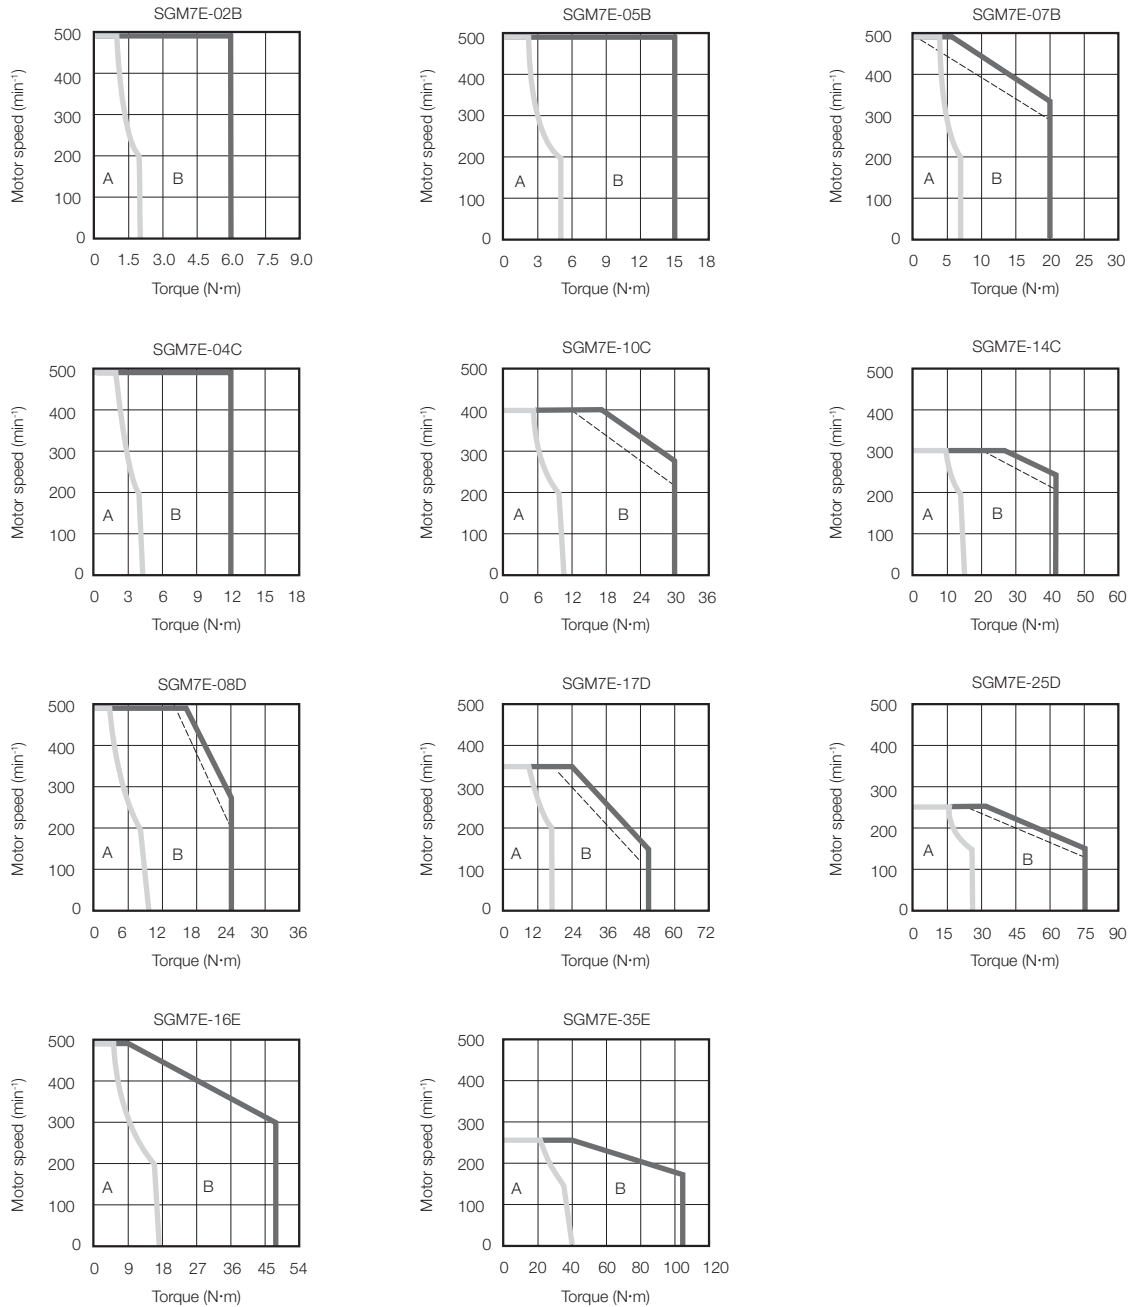 SGM7E-02B
Motor speed (min-1)
500
400
300
200
100
0
A
B
0 1.5 3.0 4.5 6.0 7.5 9.0
Torque (N·m)
SGM7E-05B
Motor speed (min-1)
500
400
300
200
100
0
A
B
0 3 6 9 12 15 18
Torque (N·m)
SGM7E-07B
Motor speed (min-1)
500
400
300
200
100
0
A
B
0 5 10 15 20 25 30
Torque (N·m)
SGM7E-04C
Motor speed (min-1)
500
400
300
200
100
0
A
B
0 3 6 9 12 15 18
Torque (N·m)
SGM7E-10C
Motor speed (min-1)
500
400
300
200
100
0
A
B
0 6 12 18 24 30 36
Torque (N·m)
SGM7E-14C
Motor speed (min-1)
500
400
300
200
100
0
A
B
0 10 20 30 40 50 60
Torque (N·m)
SGM7E-08D
Motor speed (min-1)
500
400
300
200
100
0
A
B
0 6 12 18 24 30 36
Torque (N·m)
SGM7E-17D
Motor speed (min-1)
500
400
300
200
100
0
A
B
0 12 24 36 48 60 72
Torque (N·m)
SGM7E-25D
Motor speed (min-1)
500
400
300
200
100
0
A
B
0 15 30 45 60 75 90
Torque (N·m)
SGM7E-16E
Motor speed (min-1)
500
400
300
200
100
0
A
B
0 9 18 27 36 45 54
Torque (N·m)
SGM7E-35E
Motor speed (min-1)
500
400
300
200
100
0
A
B
0 20 40 60 80 100 120
Torque (N·m)